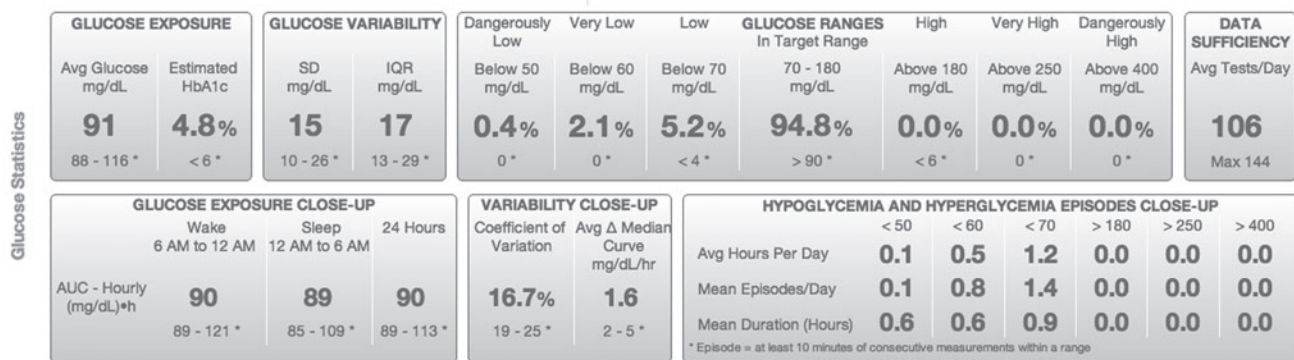 Glucose Statistics
GLUCOSE EXPOSURE
Avg Glucose mg/dL
Estimated HbA1c
91 4.8%
88 - 116 * < 6 *
GLUCOSE VARIABILITY
SD mg/dL
IQR mg/dL
15 17
10 - 26 * 13 - 29 *
Dangerously Low
Very Low
Low
GLUCOSE RANGES
In Target Range
High
Very High
Dangerously High
Below 50 mg/dL
Below 60 mg/dL
Below 70 mg/dL
70 - 180 mg/dL
Above 180 mg/dL
Above 250 mg/dL
Above 400 mg/dL
0.4% 2.1% 5.2% 94.8% 0.0% 0.0% 0.0%
0 * 0 * < 4 * > 90 * < 6 * 0 * 0 *
DATA SUFFICIENCY
Avg Tests/Day
106
Max 144
GLUCOSE EXPOSURE CLOSE-UP
Wake 6 AM to 12 AM
Sleep 12 AM to 6 AM
24 Hours
AUC - Hourly (mg/dL)•h
90 89 90
89 - 121 * 85 - 109 * 89 - 113 *
VARIABILITY CLOSE-UP
Coefficient of Variation
Avg Δ Median Curve mg/dL/hr
16.7% 1.6
19 - 25 * 2 - 5 *
HYPOGLYCEMIA AND HYPERGLYCEMIA EPISODES CLOSE-UP
< 50 < 60 < 70 > 180 > 250 > 400
Avg Hours Per Day 0.1 0.5 1.2 0.0 0.0 0.0
Mean Episodes/Day 0.1 0.8 1.4 0.0 0.0 0.0
Mean Duration (Hours) 0.6 0.6 0.9 0.0 0.0 0.0
* Episode = at least 10 minutes of consecutive measurements within a range